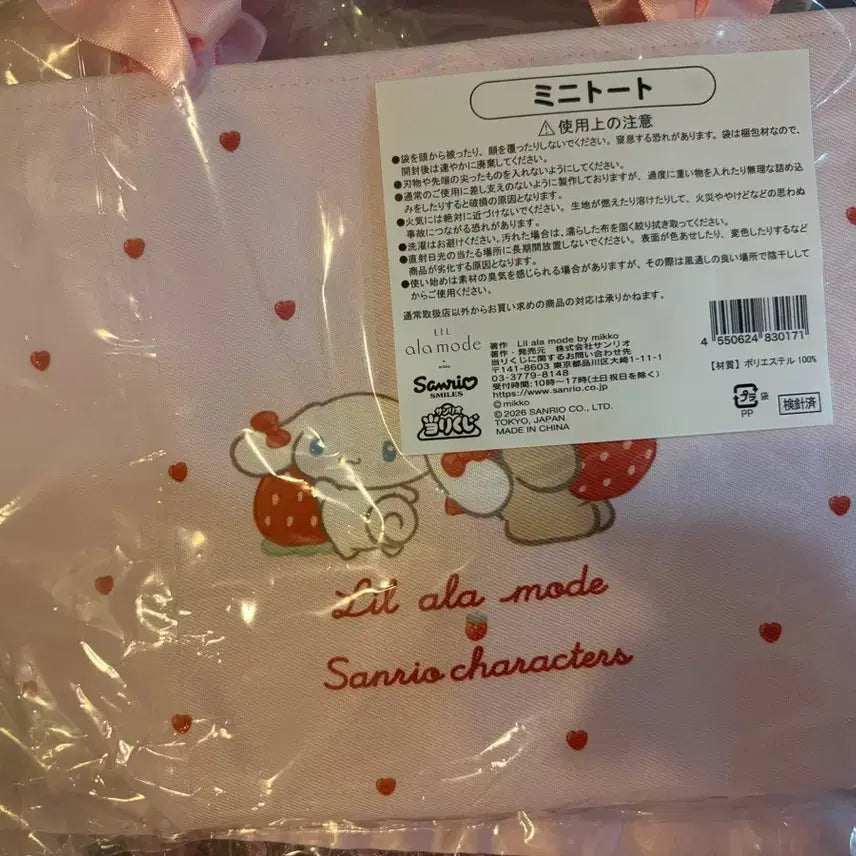 ミニトート
⚠使用上の注意
●袋を頭から被ったり、顔を覆ったりしないでください。窒息する恐れがあります。袋は梱包材なので、
開封後は速やかに廃棄してください。
●刃物や先端の尖ったものを入れないようにしてください。
●通常のご使用に差し支えのないように製作しておりますが、過度に重い物を入れたり無理な詰め込
みをしたりすると破損の原因となります。
●火気には絶対に近づけないでください。生地が燃えたり溶けたりして、火災ややけどなどの思わぬ
事故につながる恐れがあります。
●洗濯はお避けください。汚れた場合は、濡らした布を固く絞り拭き取ってください。
●直射日光の当たる場所に長期間放置しないでください。表面が色あせしたり、変色したりするなど
商品が劣化する原因となります。
●使い始めは素材の臭気を感じられる場合がありますが、その際は風通しの良い場所で陰干しして
からご使用ください。
通常取扱店以外からお買い求めの商品の対応は承りかねます。
LIL
ala mode
著作 Lil ala mode by mikko
著作・発売元 株式会社サンリオ
当りくじに関するお問い合わせ先
〒141-8603 東京都品川区大崎1-11-1
03-3779-8148
受付時間:10時〜17時(土日祝日を除く)
https://www.sanrio.co.jp
©mikko
©2026 SANRIO CO., LTD.
TOKYO, JAPAN
MADE IN CHINA
Sanrio
SMILES
サンリオ
当りくじ
4 550624 830171
【材質】ポリエステル 100%
プラ 袋
PP
検針済
Lil ala mode
Sanrio characters